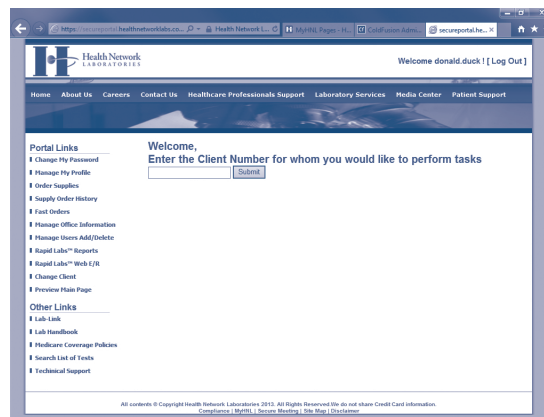 https://secureportal.healthnetworklabs.co...
Health Network L...
MyHNL Pages - H...
ColdFusion Admi...
secureportal.he...
Health Network
LABORATORIES
Welcome donald.duck ! [ Log Out ]
Home About Us Careers Contact Us Healthcare Professionals Support Laboratory Services Media Center Patient Support
Portal Links
Change My Password
Manage My Profile
Order Supplies
Supply Order History
Fast Orders
Manage Office Information
Manage Users Add/Delete
Rapid Labs™ Reports
Rapid Labs™ Web E/R
Change Client
Preview Main Page
Other Links
Lab-Link
Lab Handbook
Medicare Coverage Policies
Search List of Tests
Techinical Support
Welcome,
Enter the Client Number for whom you would like to perform tasks
Submit
All contents ® Copyright Health Network Laboratories 2013. All Rights Reserved.We do not share Credit Card information.
Compliance | MyHNL | Secure Meeting | Site Map | Disclaimer